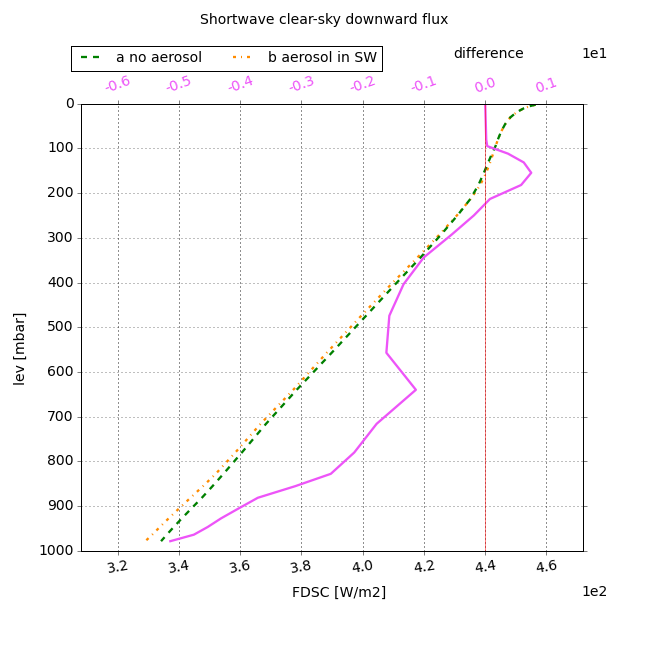 Shortwave clear-sky downward flux
a no aerosol b aerosol in SW
difference 1e1
-0.6 -0.5 -0.4 -0.3 -0.2 -0.1 0.0 0.1
0
100
200
300
400
500
600
700
800
900
1000
lev [mbar]
3.2 3.4 3.6 3.8 4.0 4.2 4.4 4.6
FDSC [W/m2] 1e2